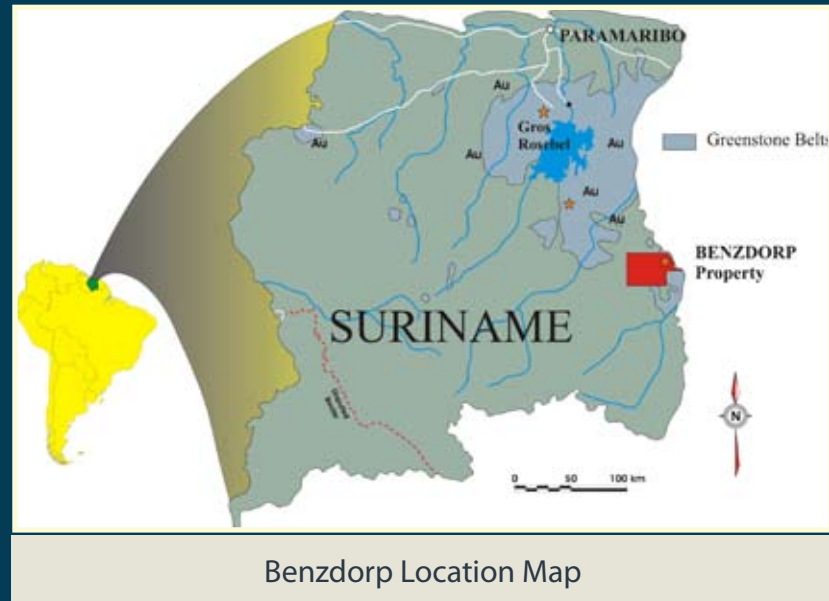 PARAMARIBO
Au
Gros
Rosebel
Au
Au
Au
Au
Au
Greenstone Belts
BENZDORP
Property
SURINAME
N
0 50 100 km
Benzdorp Location Map